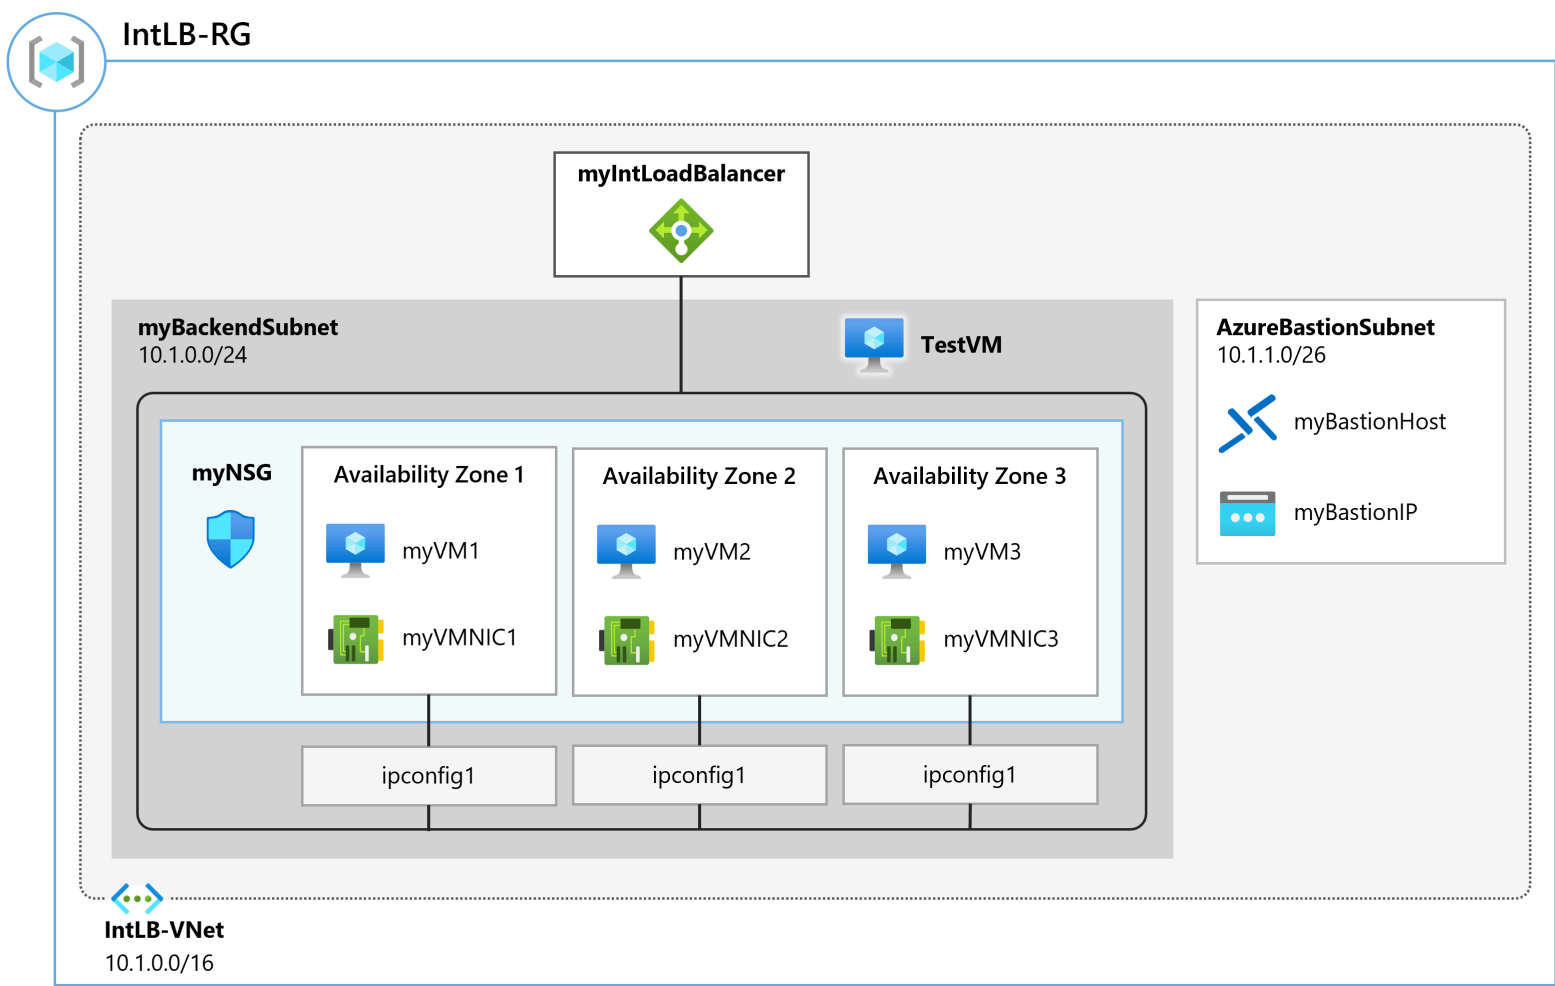 IntLB-RG
myIntLoadBalancer
myBackendSubnet
10.1.0.0/24
TestVM
AzureBastionSubnet
10.1.1.0/26
myBastionHost
myBastionIP
myNSG
Availability Zone 1
myVM1
myVMNIC1
Availability Zone 2
myVM2
myVMNIC2
Availability Zone 3
myVM3
myVMNIC3
ipconfig1
ipconfig1
ipconfig1
IntLB-VNet
10.1.0.0/16